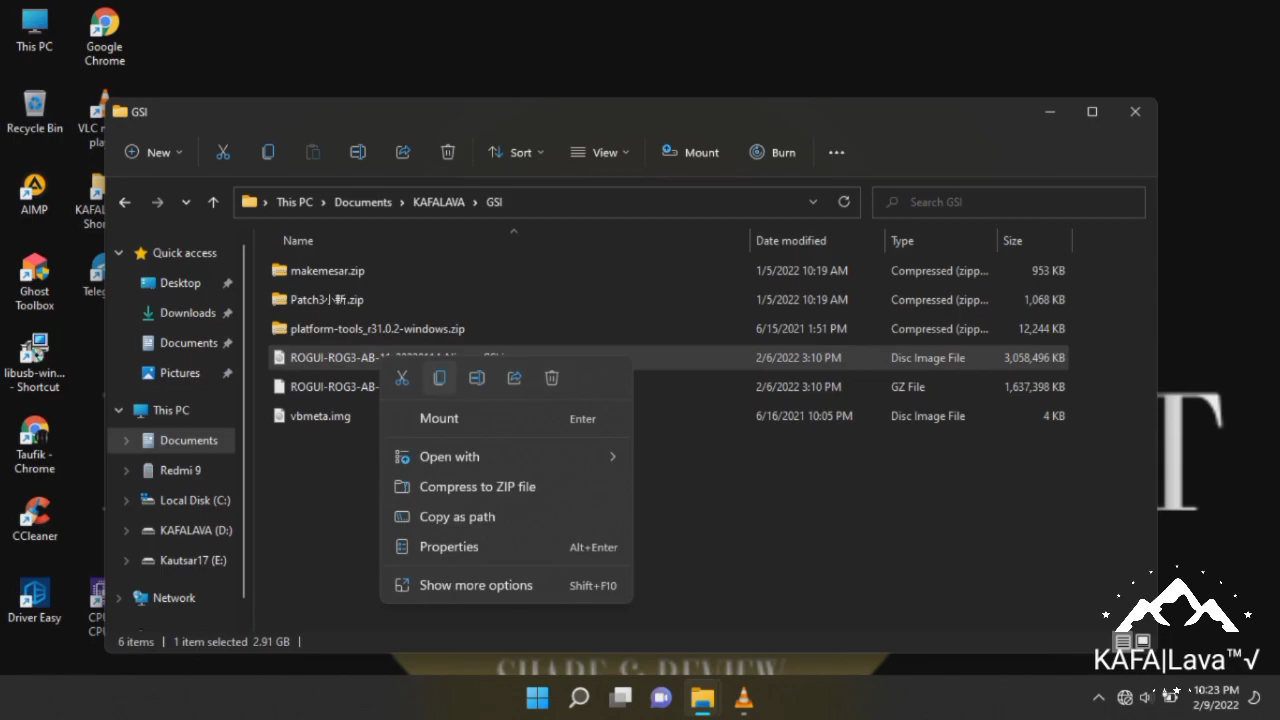 This PC
Google
Chrome
Recycle Bin
VLC
AIMP
Ghost
Toolbox
libusb-win...
- Shortcut
Taufik -
Chrome
CCleaner
Driver Easy
GSI
New
Sort
View
Mount
Burn
This PC > Documents > KAFALAVA > GSI
Search GSI
Name Date modified Type Size
makemesar.zip 1/5/2022 10:19 AM Compressed (zipp... 953 KB
Patch3小新.zip 1/5/2022 10:19 AM Compressed (zipp... 1,068 KB
platform-tools_r31.0.2-windows.zip 6/15/2021 1:51 PM Compressed (zipp... 12,244 KB
ROGUI-ROG3-AB- 2/6/2022 3:10 PM Disc Image File 3,058,496 KB
ROGUI-ROG3-AB- 2/6/2022 3:10 PM GZ File 1,637,398 KB
vbmeta.img 6/16/2021 10:05 PM Disc Image File 4 KB
Quick access
Desktop
Downloads
Documents
Pictures
This PC
Documents
Redmi 9
Local Disk (C:)
KAFALAVA (D:)
Kautsar17 (E:)
Network
Mount Enter
Open with
Compress to ZIP file
Copy as path
Properties Alt+Enter
Show more options Shift+F10
6 items | 1 item selected 2.91 GB |
SHARE & REVIEW
T
KAFA|Lava™√
10:23 PM
2/9/2022